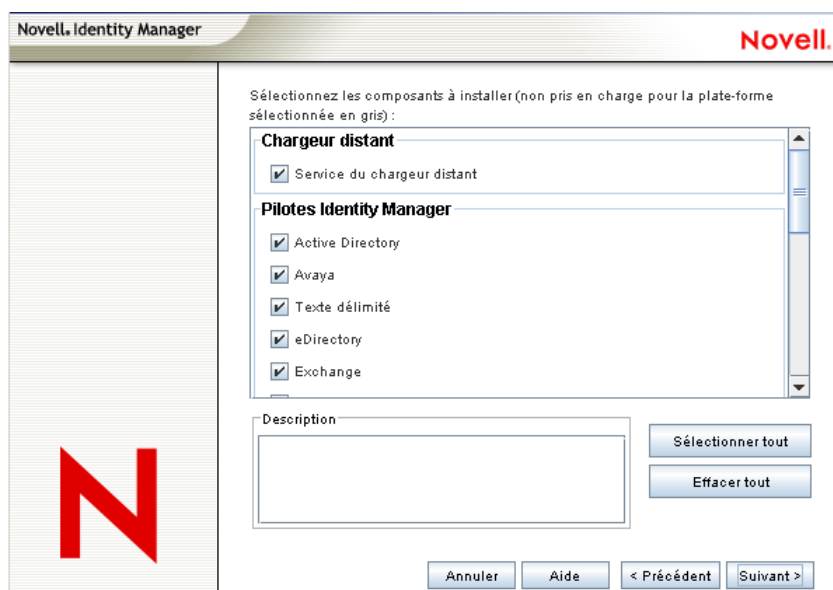 Novell. Identity Manager
Novell.
Sélectionnez les composants à installer (non pris en charge pour la plate-forme
sélectionnée en gris) :
Chargeur distant
Service du chargeur distant
Pilotes Identity Manager
Active Directory
Avaya
Texte délimité
eDirectory
Exchange
Description
Sélectionner tout
Effacer tout
N
Annuler
Aide
< Précédent
Suivant >